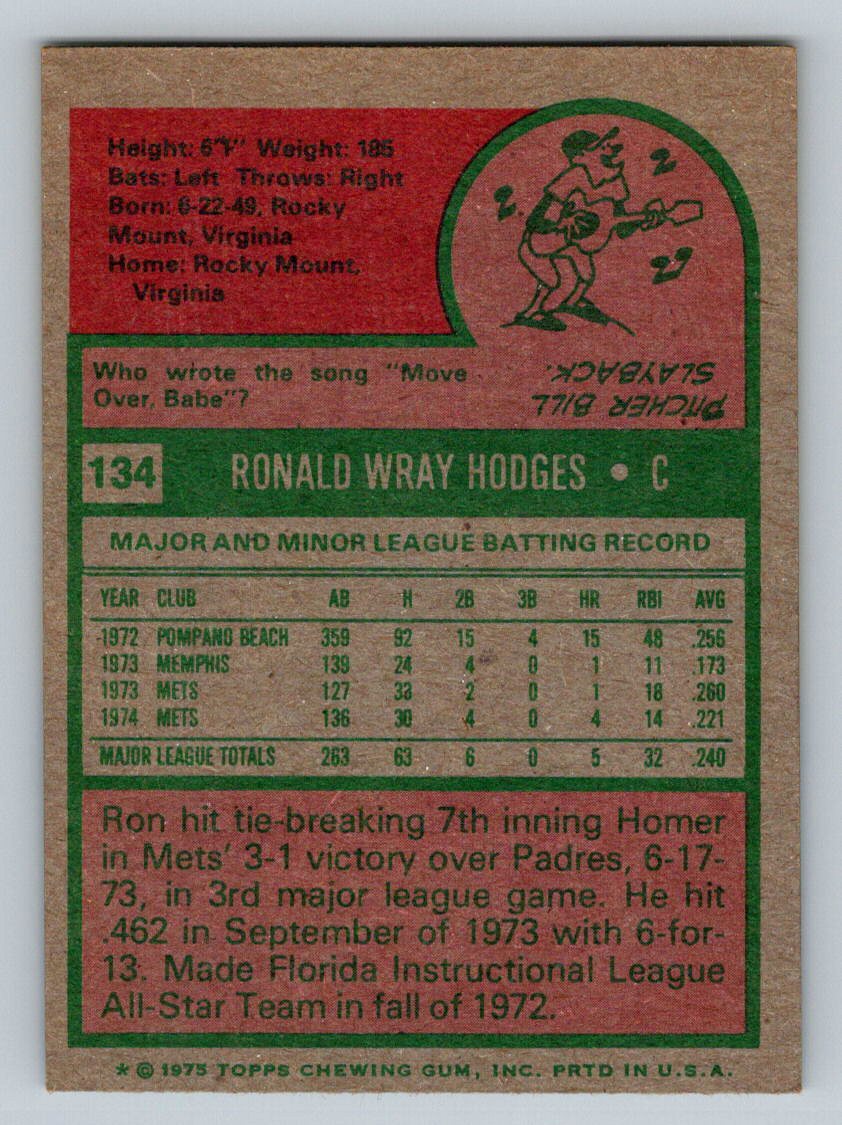 Height: 6'1" Weight: 185
Bats: Left Throws: Right
Born: 6-22-49, Rocky
Mount, Virginia
Home: Rocky Mount,
Virginia
Who wrote the song "Move
Over, Babe"?
PITCHER BILL
SLAYBACK.
134 RONALD WRAY HODGES • C
MAJOR AND MINOR LEAGUE BATTING RECORD
YEAR CLUB AB H 2B 3B HR RBI AVG
1972 POMPANO BEACH 359 92 15 4 15 48 .256
1973 MEMPHIS 139 24 4 0 1 11 .173
1973 METS 127 33 2 0 1 18 .260
1974 METS 136 30 4 0 4 14 .221
MAJOR LEAGUE TOTALS 263 63 6 0 5 32 .240
Ron hit tie-breaking 7th inning Homer
in Mets' 3-1 victory over Padres, 6-17-
73, in 3rd major league game. He hit
.462 in September of 1973 with 6-for-
13. Made Florida Instructional League
All-Star Team in fall of 1972.
* © 1975 TOPPS CHEWING GUM, INC. PRTD IN U.S.A.